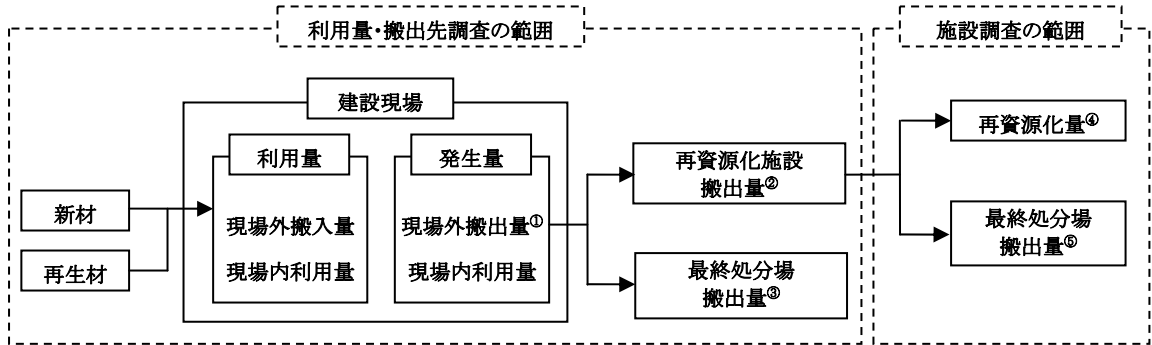 利用量・搬出先調査の範囲
施設調査の範囲
建設現場
利用量
発生量
新材
再生材
現場外搬入量
現場内利用量
現場外搬出量①
現場内利用量
再資源化施設
搬出量②
最終処分場
搬出量③
再資源化量④
最終処分場
搬出量⑤